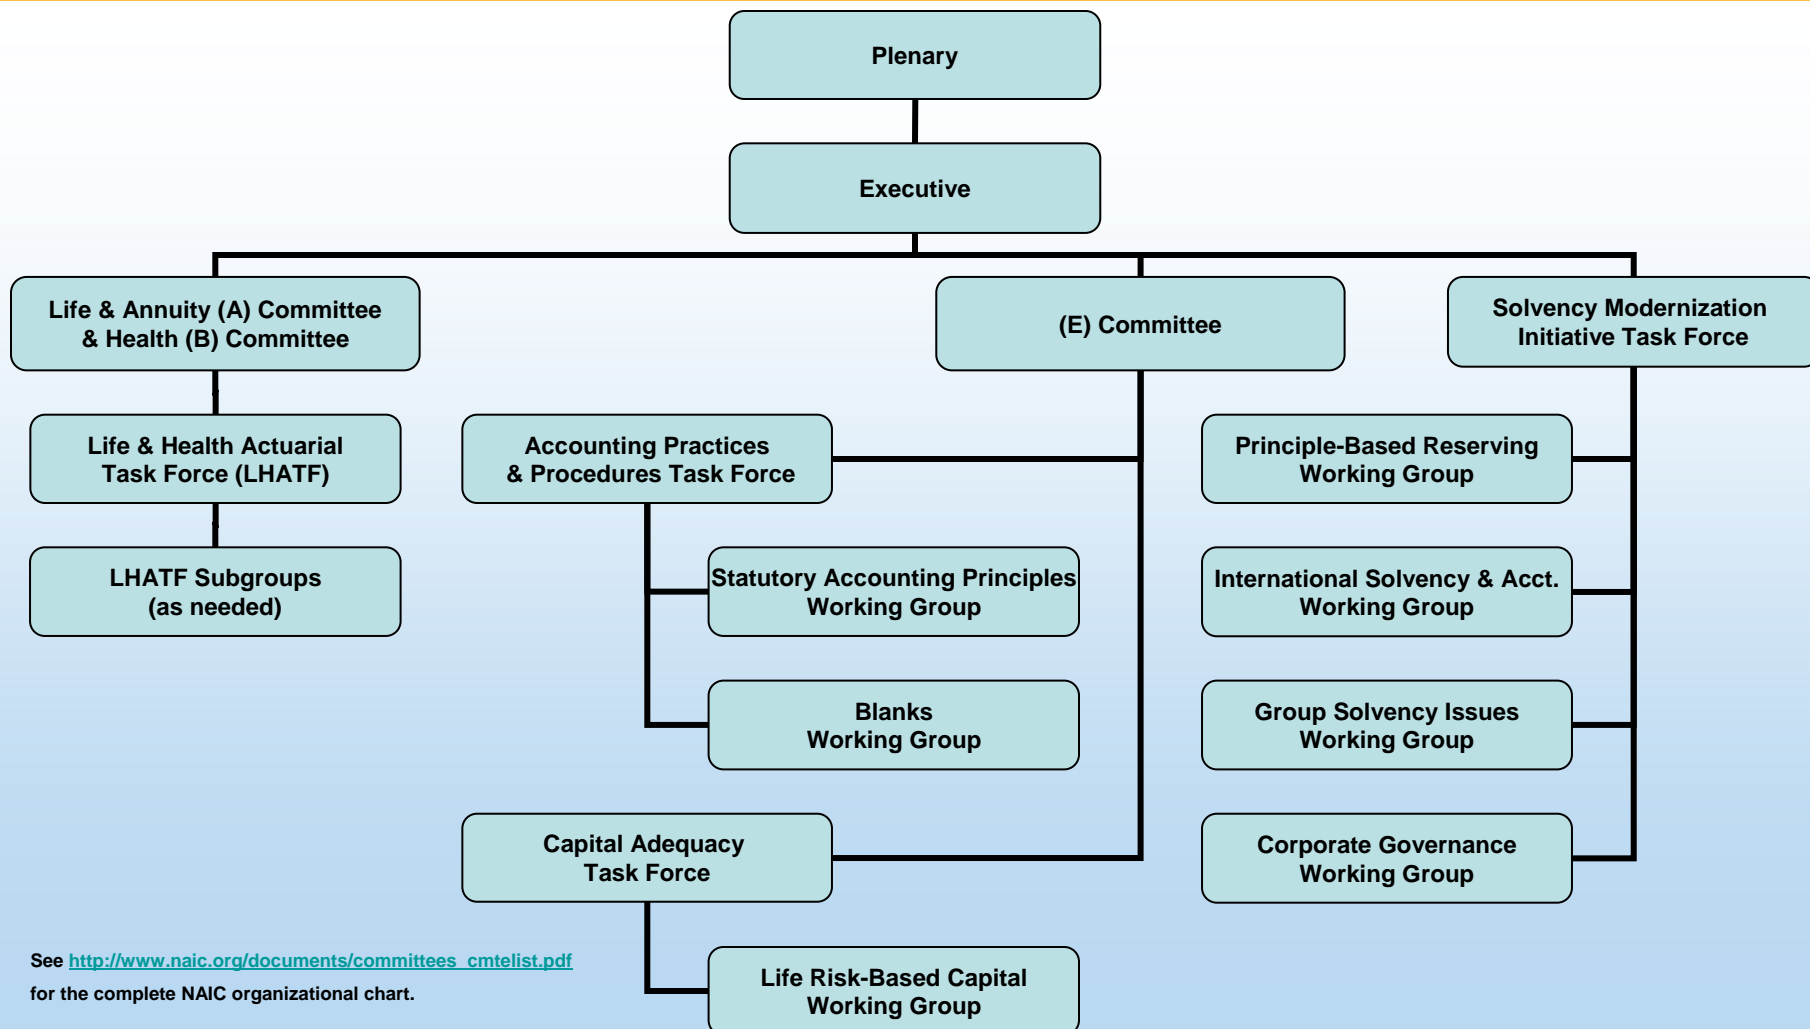 Plenary
Executive
Life & Annuity (A) Committee
& Health (B) Committee
(E) Committee
Solvency Modernization
Initiative Task Force
Life & Health Actuarial
Task Force (LHATF)
Accounting Practices
& Procedures Task Force
Principle-Based Reserving
Working Group
LHATF Subgroups
(as needed)
Statutory Accounting Principles
Working Group
International Solvency & Acct.
Working Group
Blanks
Working Group
Group Solvency Issues
Working Group
Capital Adequacy
Task Force
Corporate Governance
Working Group
See http://www.naic.org/documents/committees_cmtelist.pdf
for the complete NAIC organizational chart.
Life Risk-Based Capital
Working Group